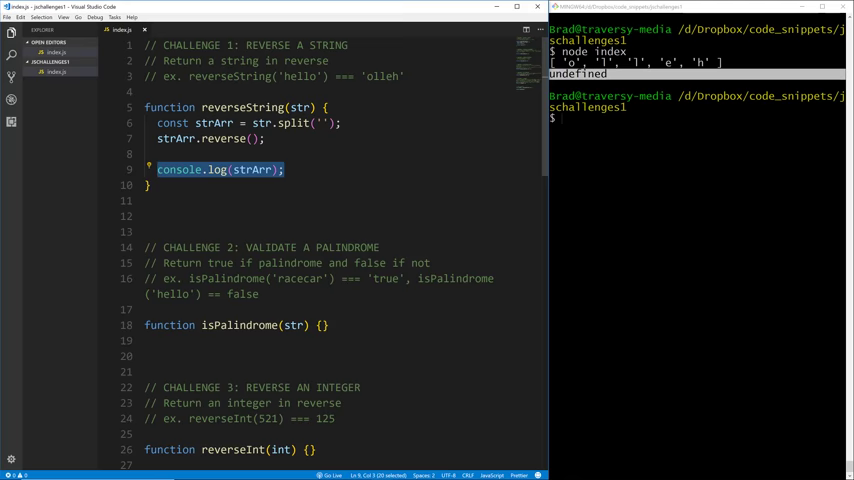 index.js - jschallenges1 - Visual Studio Code
File Edit Selection View Go Debug Tasks Help
EXPLORER
OPEN EDITORS
index.js
JSCHALLENGES1
index.js
index.js ×
1 // CHALLENGE 1: REVERSE A STRING
2 // Return a string in reverse
3 // ex. reverseString('hello') === 'olleh'
4
5 function reverseString(str) {
6 const strArr = str.split('');
7 strArr.reverse();
8
9 console.log(strArr);
10 }
11
12
13
14 // CHALLENGE 2: VALIDATE A PALINDROME
15 // Return true if palindrome and false if not
16 // ex. isPalindrome('racecar') === 'true', isPalindrome
('hello') == false
17
18 function isPalindrome(str) {}
19
20
21
22 // CHALLENGE 3: REVERSE AN INTEGER
23 // Return an integer in reverse
24 // ex. reverseInt(521) === 125
25
26 function reverseInt(int) {}
27
0 0
Go Live Ln 9, Col 3 (20 selected) Spaces: 2 UTF-8 CRLF JavaScript Prettier
MINGW64:/d/Dropbox/code_snippets/jschallenges1
Brad@traversy-media /d/Dropbox/code_snippets/j
schallenges1
$ node index
[ 'o', 'l', 'l', 'e', 'h' ]
undefined
Brad@traversy-media /d/Dropbox/code_snippets/j
schallenges1
$